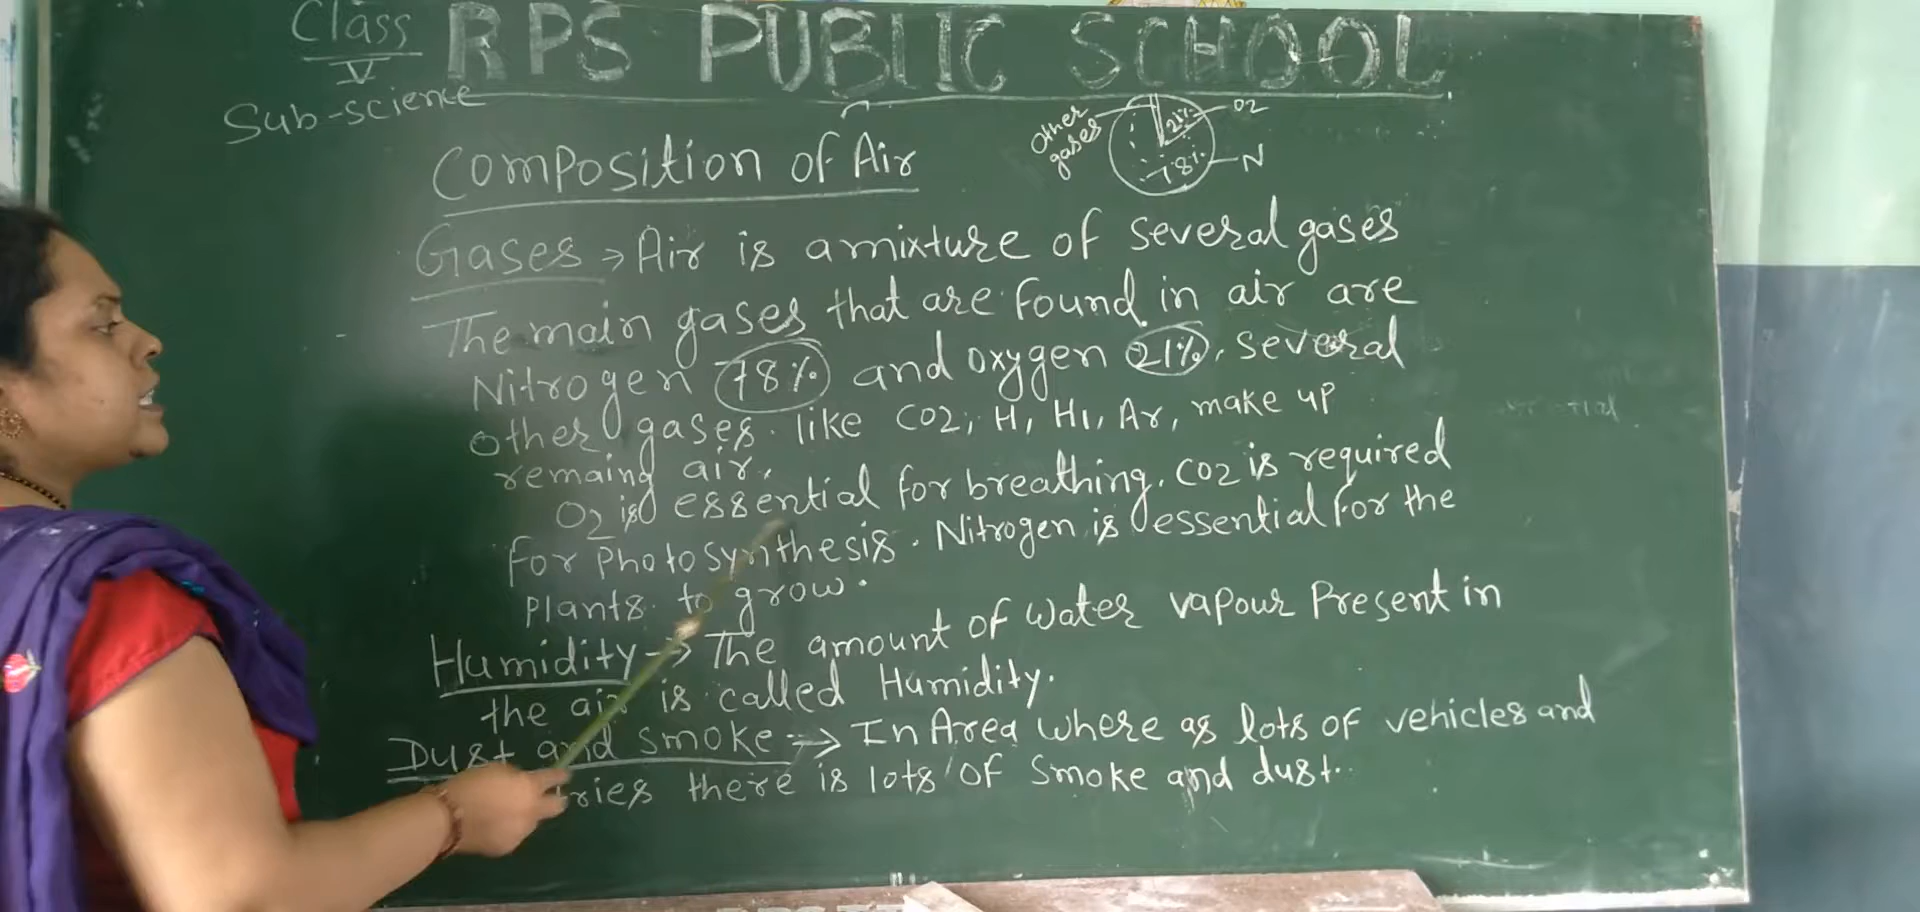 Class
V
RPS PUBLIC SCHOOL
Sub-science
Composition of Air
Other gases
21%
O2
78%
N
Gases → Air is a mixture of several gases
The main gases that are found in air are
Nitrogen 78% and oxygen 21%, several
other gases like CO2, H, H1, Ar, make up
remaing air.
O2 is essential for breathing. CO2 is required
for photosynthesis. Nitrogen is essential for the
plants to grow.
Humidity → The amount of water vapour present in
the air is called Humidity.
Dust and smoke → In Area where as lots of vehicles and
ries there is lots of smoke and dust.